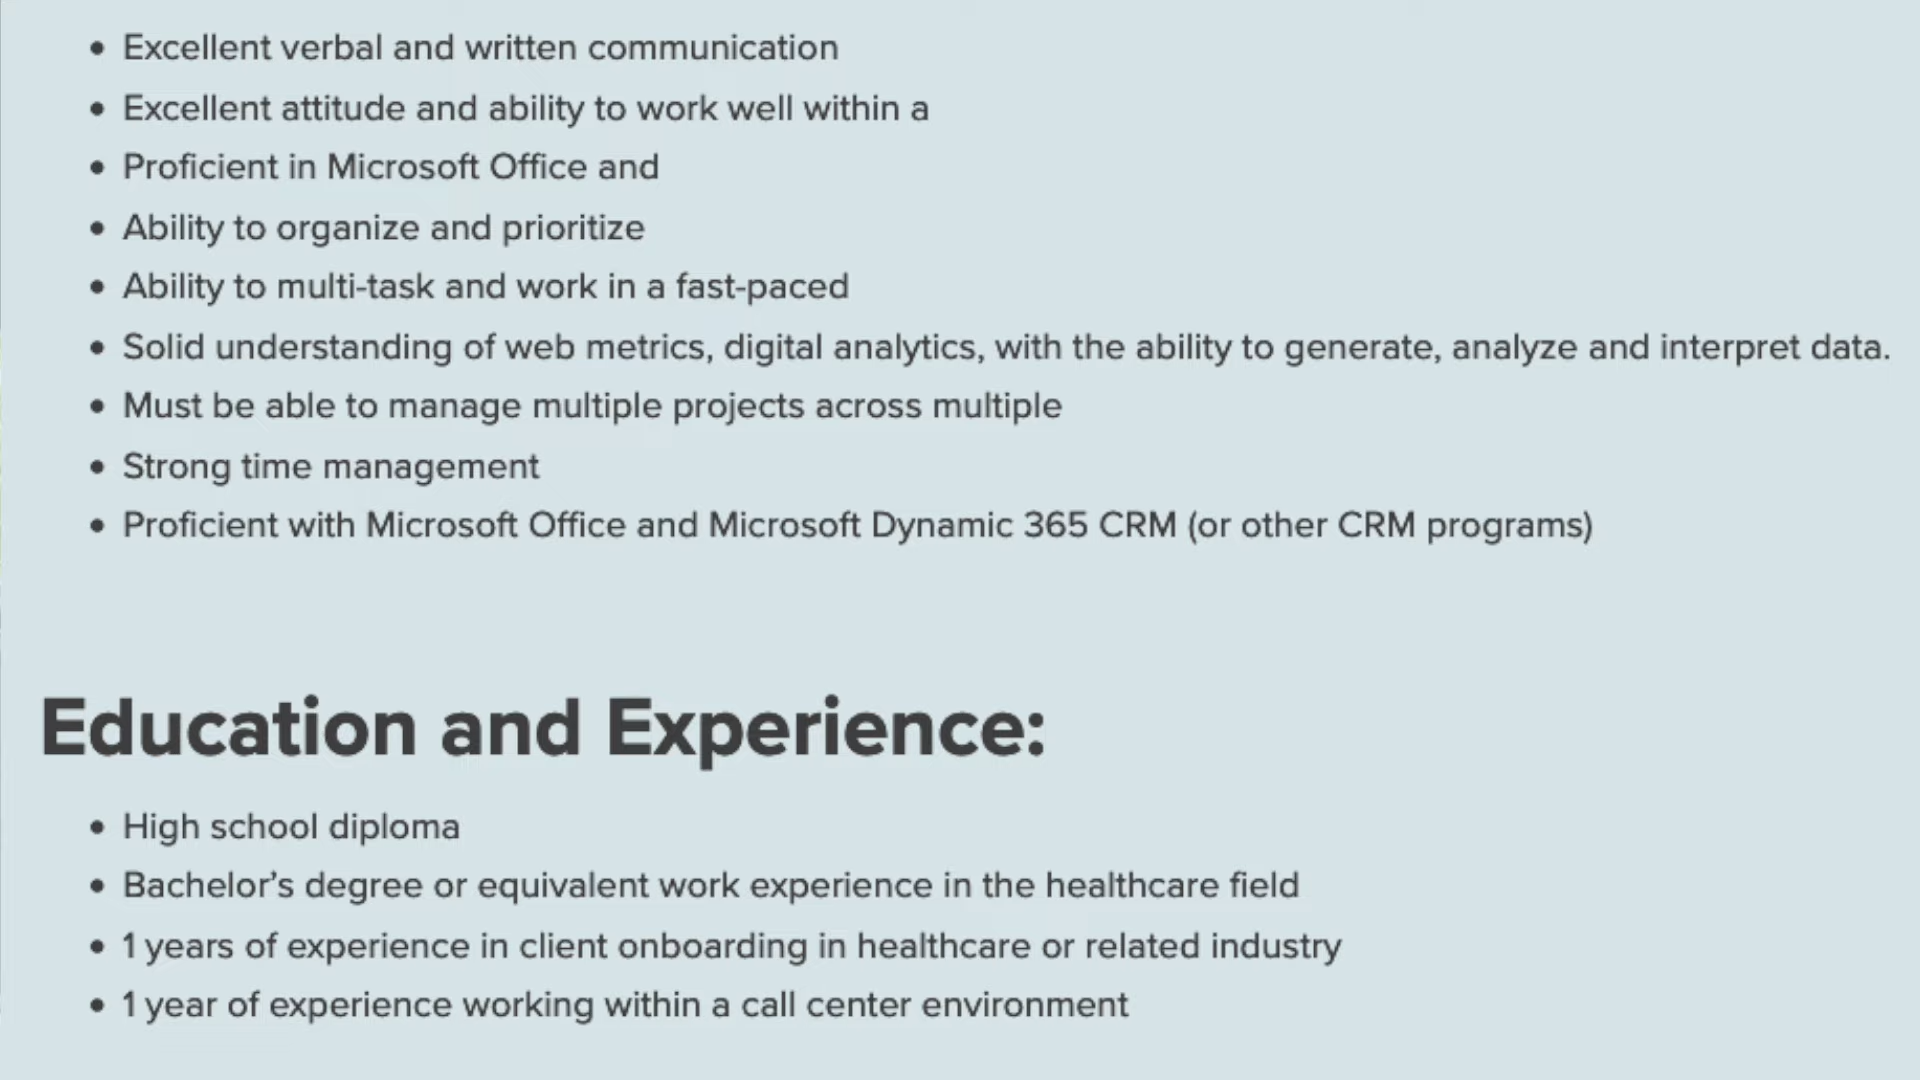 • Excellent verbal and written communication
• Excellent attitude and ability to work well within a
• Proficient in Microsoft Office and
• Ability to organize and prioritize
• Ability to multi-task and work in a fast-paced
• Solid understanding of web metrics, digital analytics, with the ability to generate, analyze and interpret data.
• Must be able to manage multiple projects across multiple
• Strong time management
• Proficient with Microsoft Office and Microsoft Dynamic 365 CRM (or other CRM programs)
Education and Experience:
• High school diploma
• Bachelor’s degree or equivalent work experience in the healthcare field
• 1 years of experience in client onboarding in healthcare or related industry
• 1 year of experience working within a call center environment